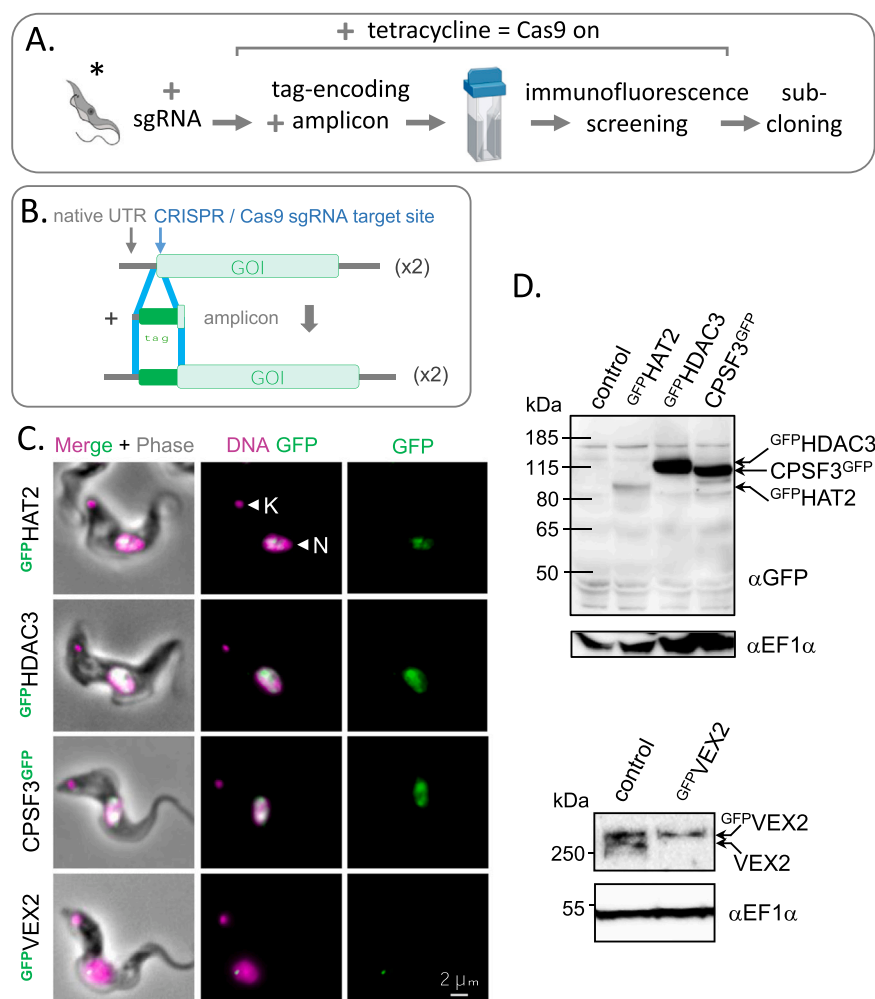 A.
+ tetracycline = Cas9 on
*
+
sgRNA
tag-encoding
+ amplicon
immunofluorescence
screening
sub-
cloning
B.
native UTR CRISPR / Cas9 sgRNA target site
GOI (x2)
+ tag amplicon
GOI (x2)
C.
Merge + Phase DNA GFP GFP
GFPHAT2
K
N
GFPHDAC3
CPSF3GFP
GFPVEX2
2 μm
D.
control GFPHAT2 GFPHDAC3 CPSF3GFP
kDa
185
115
80
65
50
GFPHDAC3
CPSF3GFP
GFPHAT2
αGFP
αEF1α
control GFPVEX2
kDa
250
GFPVEX2
VEX2
55
αEF1α